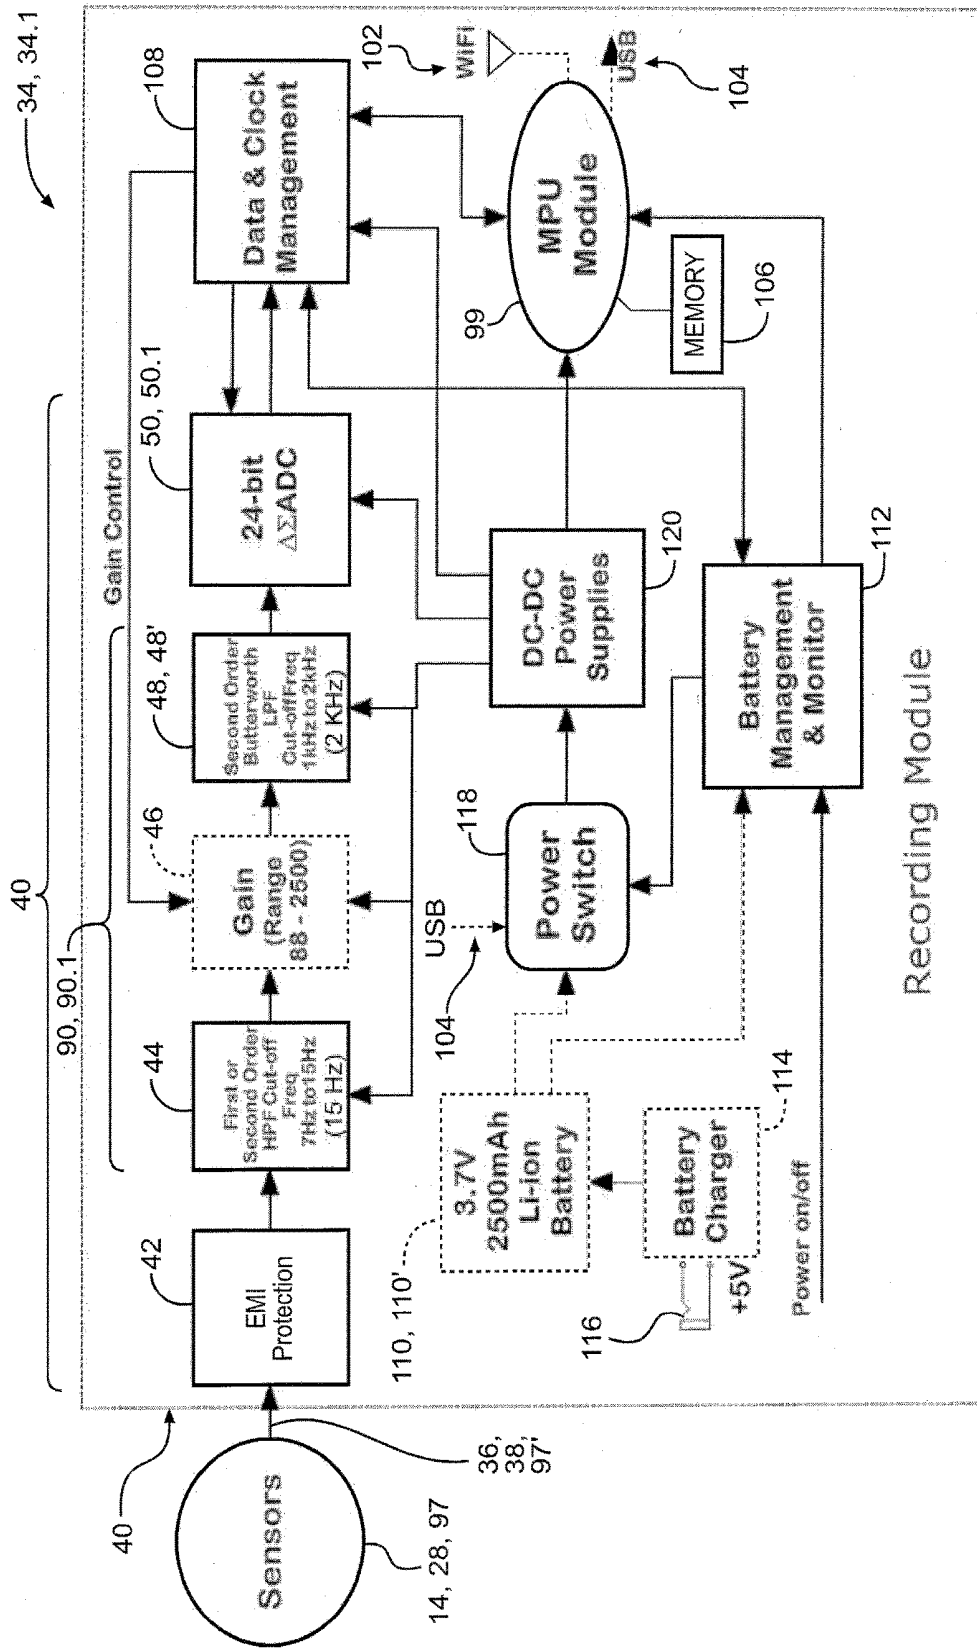 34, 34.1
40
90, 90.1
Gain Control
40
42
44
46
48, 48'
50, 50.1
108
Sensors
EMI
Protection
First or
Second Order
HPF Cut-off
Freq
7Hz to 15Hz
(15 Hz)
Gain
(Range
88 - 2500)
Second Order
Butterworth
LPF
Cut-off Freq
1kHz to 2kHz
(2 KHz)
24-bit
ΔΣADC
Data & Clock
Management
36,
38,
97'
14, 28, 97
104
USB
118
Power
Switch
DC-DC
Power
Supplies
120
99
MPU
Module
102
WiFi
USB
104
MEMORY
106
110, 110'
3.7V
2500mAh
Li-ion
Battery
Battery
Charger
114
116
+5V
Power on/off
Battery
Management
& Monitor
112
Recording Module